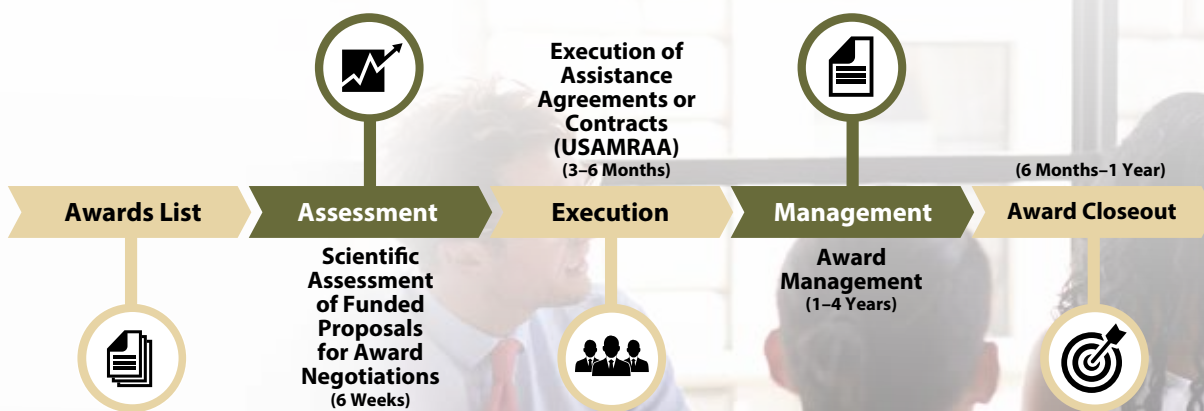 Awards List
Assessment
Scientific
Assessment
of Funded
Proposals
for Award
Negotiations
(6 Weeks)
Execution of
Assistance
Agreements or
Contracts
(USAMRAA)
(3–6 Months)
Execution
Management
Award
Management
(1–4 Years)
(6 Months–1 Year)
Award Closeout